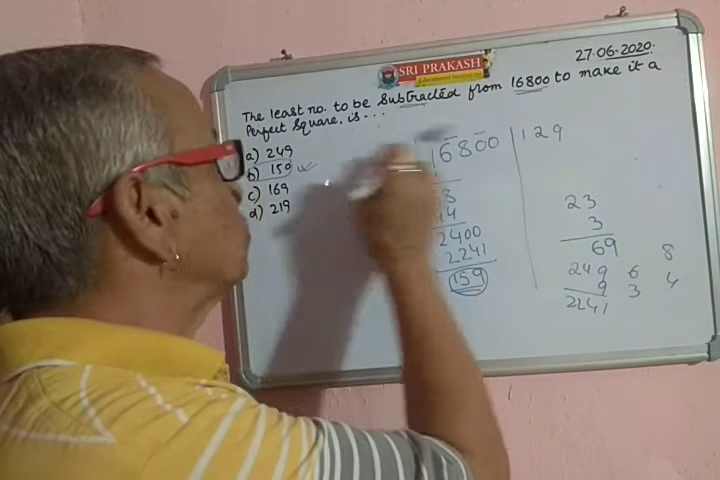 27.06.2020.
SRI PRAKASH
The least no. to be subtracted from 16800 to make it a
Perfect Square, is ...
a) 249
b) 159
c) 169
d) 219
16800 129
2400
2241
159
23
3
69
249 6 8
9 3 4
2241